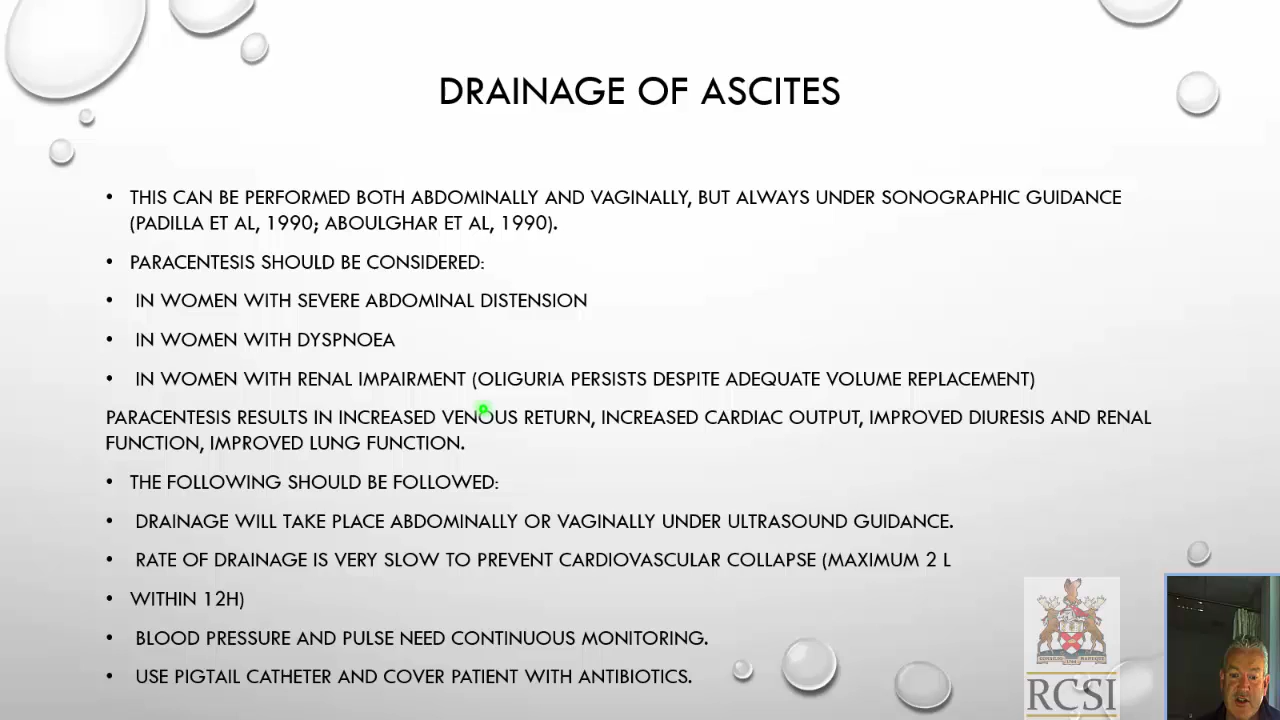 DRAINAGE OF ASCITES
• THIS CAN BE PERFORMED BOTH ABDOMINALLY AND VAGINALLY, BUT ALWAYS UNDER SONOGRAPHIC GUIDANCE
(PADILLA ET AL, 1990; ABOULGHAR ET AL, 1990).
• PARACENTESIS SHOULD BE CONSIDERED:
• IN WOMEN WITH SEVERE ABDOMINAL DISTENSION
• IN WOMEN WITH DYSPNOEA
• IN WOMEN WITH RENAL IMPAIRMENT (OLIGURIA PERSISTS DESPITE ADEQUATE VOLUME REPLACEMENT)
PARACENTESIS RESULTS IN INCREASED VENOUS RETURN, INCREASED CARDIAC OUTPUT, IMPROVED DIURESIS AND RENAL
FUNCTION, IMPROVED LUNG FUNCTION.
• THE FOLLOWING SHOULD BE FOLLOWED:
• DRAINAGE WILL TAKE PLACE ABDOMINALLY OR VAGINALLY UNDER ULTRASOUND GUIDANCE.
• RATE OF DRAINAGE IS VERY SLOW TO PREVENT CARDIOVASCULAR COLLAPSE (MAXIMUM 2 L
• WITHIN 12H)
• BLOOD PRESSURE AND PULSE NEED CONTINUOUS MONITORING.
• USE PIGTAIL CATHETER AND COVER PATIENT WITH ANTIBIOTICS.
RCSI